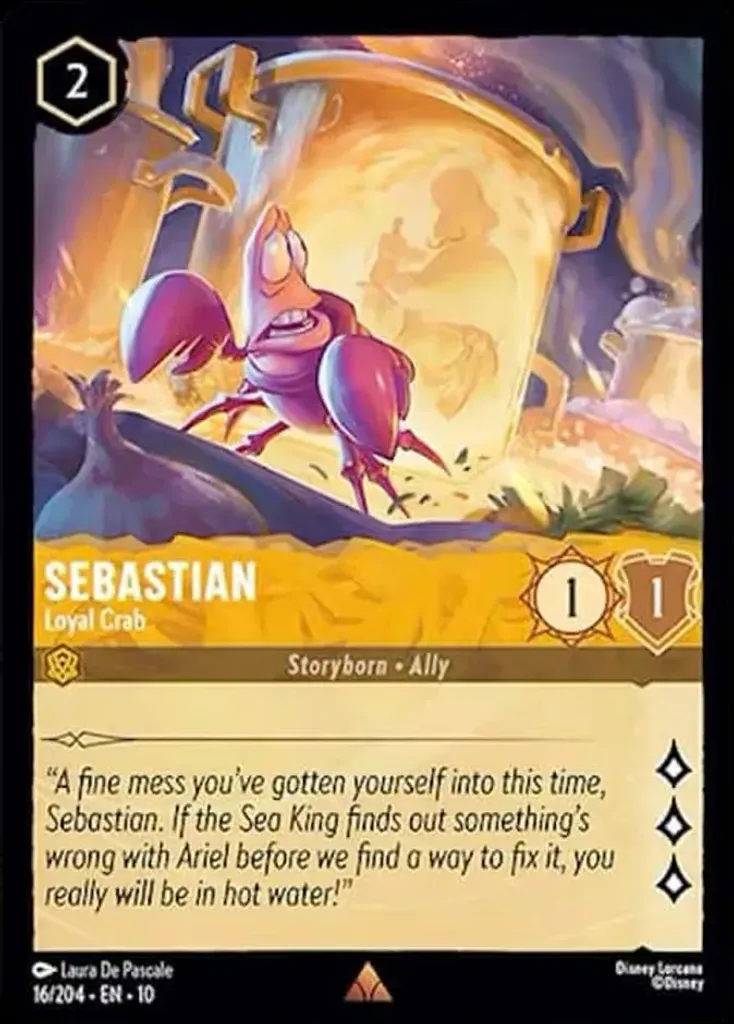 2
SEBASTIAN
Loyal Crab
1
1
Storyborn • Ally
“A fine mess you’ve gotten yourself into this time,
Sebastian. If the Sea King finds out something’s
wrong with Ariel before we find a way to fix it, you
really will be in hot water!”
Laura De Pascale
Disney Lorcana
16/204 • EN • 10
©Disney